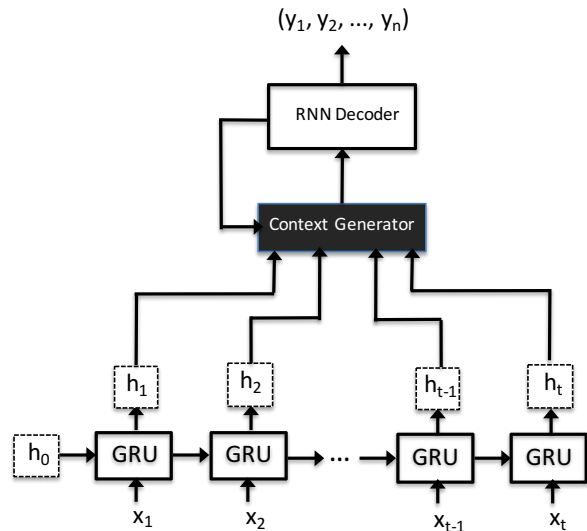 (y₁, y₂, ..., yₙ)
RNN Decoder
Context Generator
h₁ h₂ hₜ₋₁ hₜ
h₀ GRU GRU ... GRU GRU
x₁ x₂ xₜ₋₁ xₜ